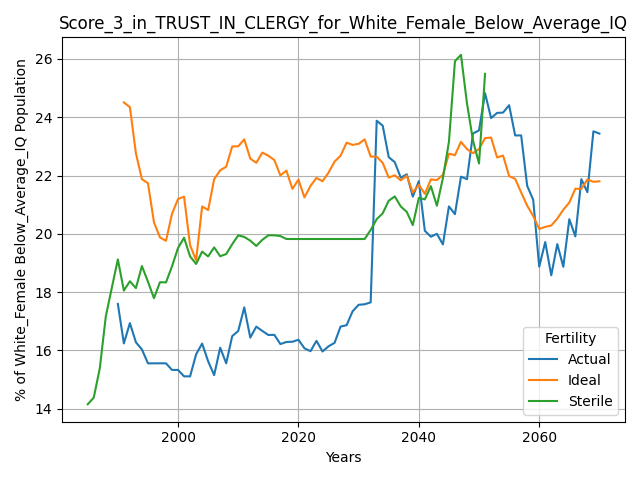 Score_3_in_TRUST_IN_CLERGY_for_White_Female_Below_Average_IQ
% of White_Female Below_Average_IQ Population
26
24
22
20
18
16
14
2000 2020 2040 2060
Years
Fertility
Actual
Ideal
Sterile